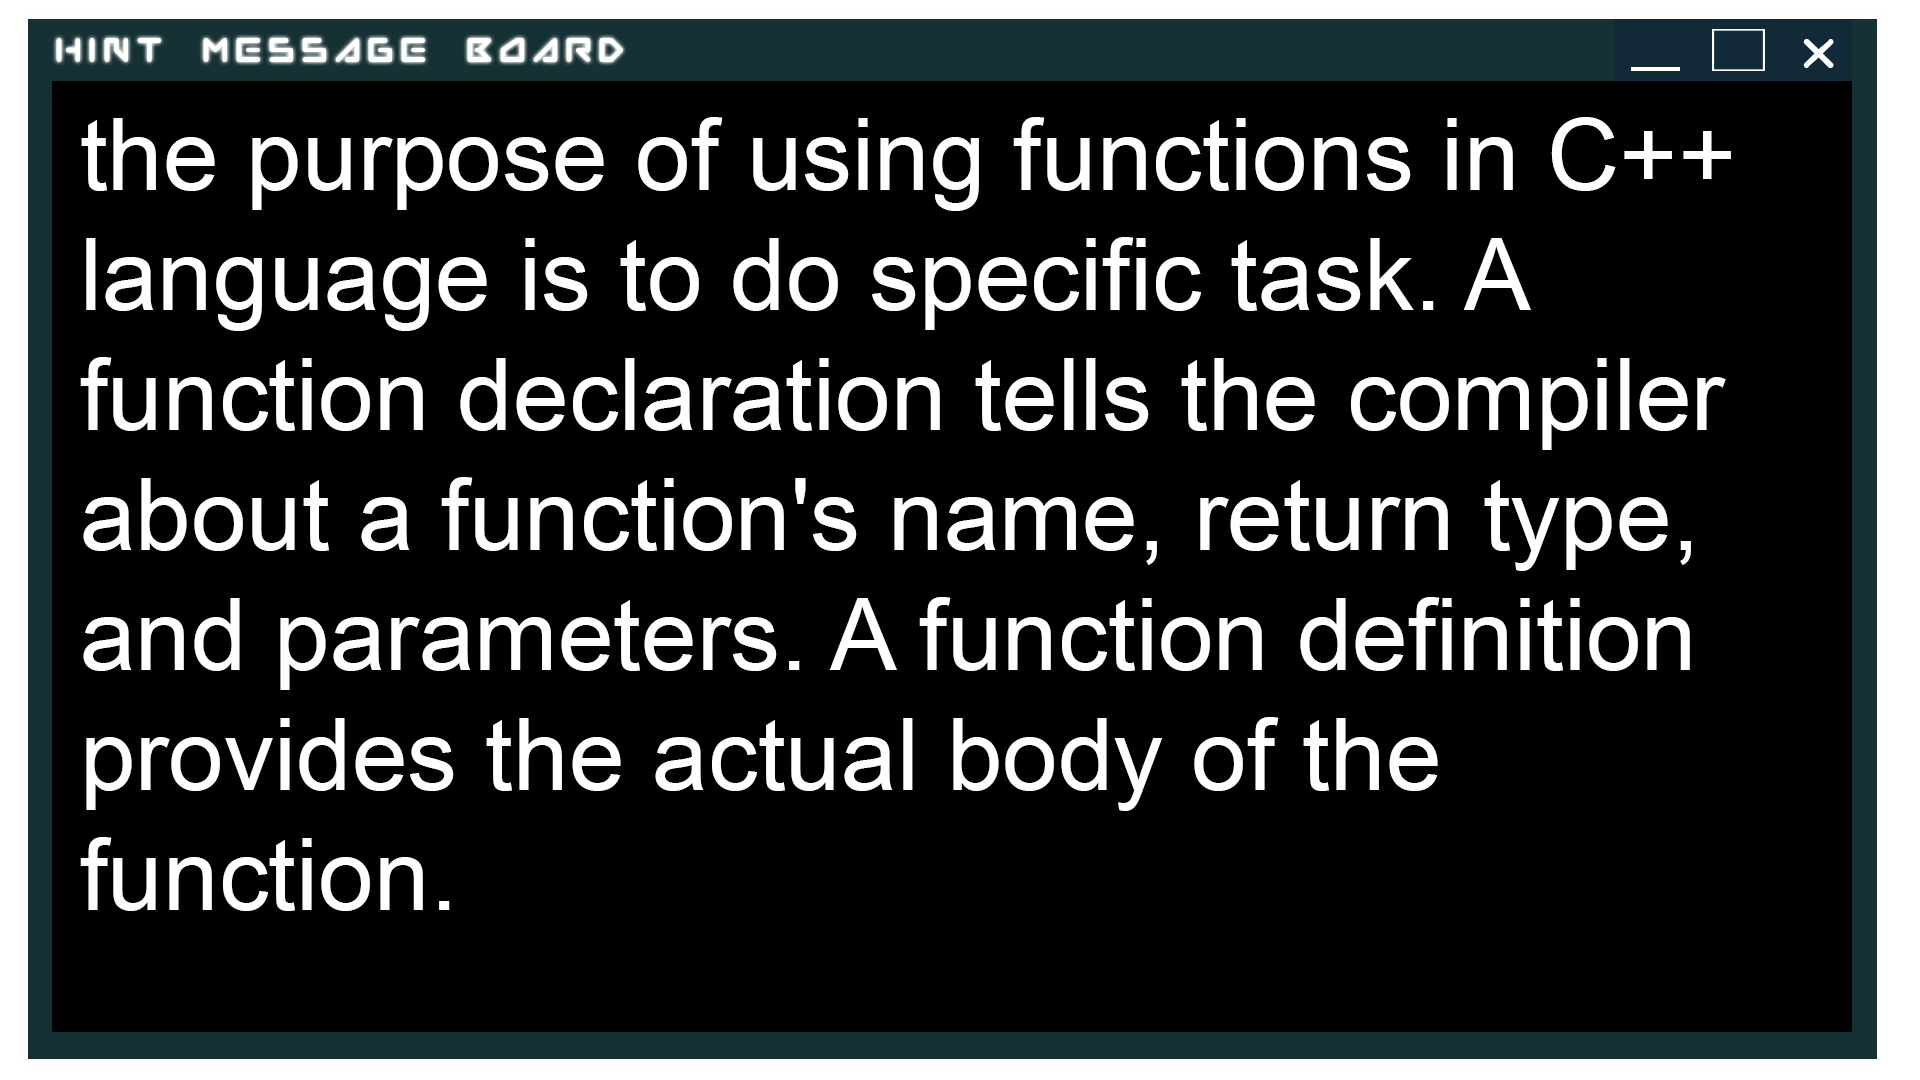 HINT MESSAGE BOARD
the purpose of using functions in C++
language is to do specific task. A
function declaration tells the compiler
about a function's name, return type,
and parameters. A function definition
provides the actual body of the
function.